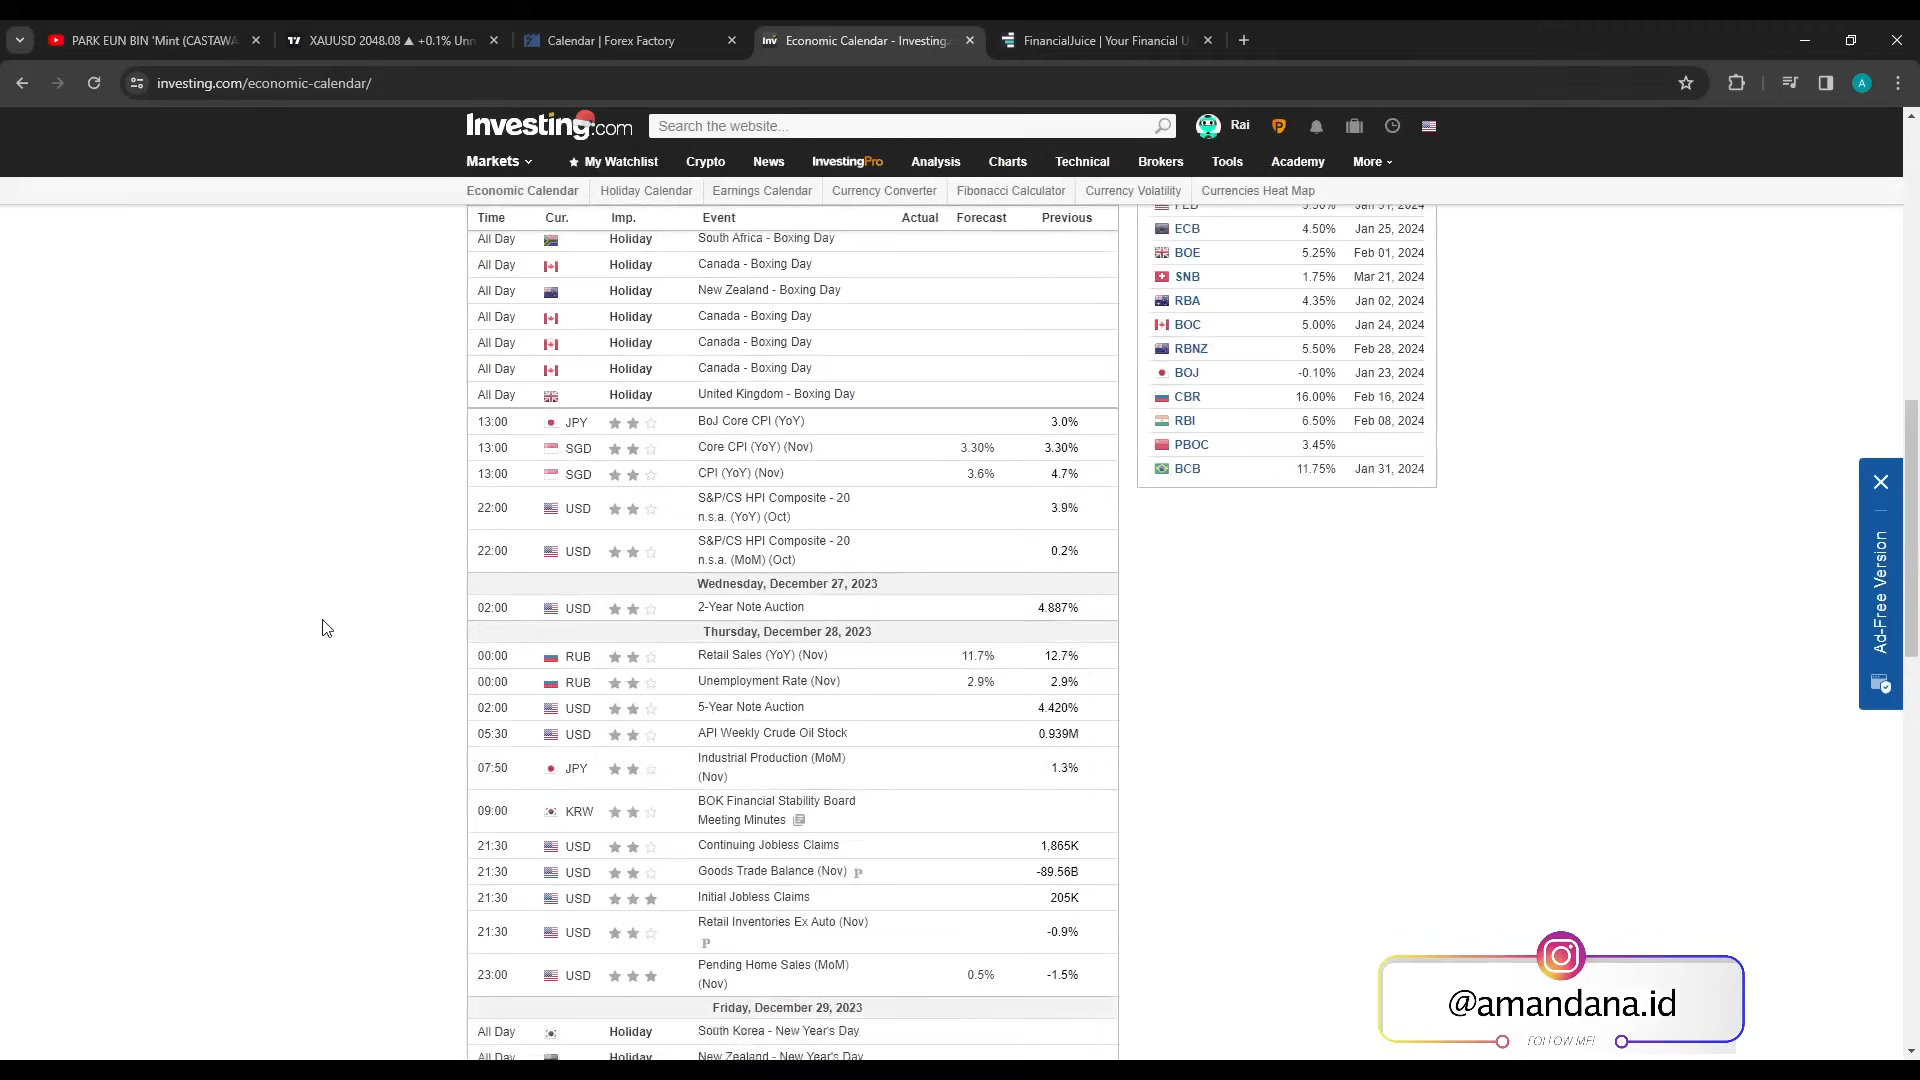 PARK EUN BIN 'Mint (CASTAWA
XAUUSD 2048.08 ▲ +0.1% Unn
Calendar | Forex Factory
Economic Calendar - Investing.
FinancialJuice | Your Financial
investing.com/economic-calendar/
A
Investing.com
Search the website...
Rai
Markets
My Watchlist
Crypto
News
InvestingPro
Analysis
Charts
Technical
Brokers
Tools
Academy
More
Economic Calendar
Holiday Calendar
Earnings Calendar
Currency Converter
Fibonacci Calculator
Currency Volatility
Currencies Heat Map
Time Cur. Imp. Event Actual Forecast Previous
All Day Holiday South Africa - Boxing Day
All Day Holiday Canada - Boxing Day
All Day Holiday New Zealand - Boxing Day
All Day Holiday Canada - Boxing Day
All Day Holiday Canada - Boxing Day
All Day Holiday Canada - Boxing Day
All Day Holiday United Kingdom - Boxing Day
13:00 JPY BoJ Core CPI (YoY) 3.0%
13:00 SGD Core CPI (YoY) (Nov) 3.30% 3.30%
13:00 SGD CPI (YoY) (Nov) 3.6% 4.7%
22:00 USD S&P/CS HPI Composite - 20
n.s.a. (YoY) (Oct) 3.9%
22:00 USD S&P/CS HPI Composite - 20
n.s.a. (MoM) (Oct) 0.2%
Wednesday, December 27, 2023
02:00 USD 2-Year Note Auction 4.887%
Thursday, December 28, 2023
00:00 RUB Retail Sales (YoY) (Nov) 11.7% 12.7%
00:00 RUB Unemployment Rate (Nov) 2.9% 2.9%
02:00 USD 5-Year Note Auction 4.420%
05:30 USD API Weekly Crude Oil Stock 0.939M
07:50 JPY Industrial Production (MoM)
(Nov) 1.3%
09:00 KRW BOK Financial Stability Board
Meeting Minutes
21:30 USD Continuing Jobless Claims 1,865K
21:30 USD Goods Trade Balance (Nov) P -89.56B
21:30 USD Initial Jobless Claims 205K
21:30 USD Retail Inventories Ex Auto (Nov)
P -0.9%
23:00 USD Pending Home Sales (MoM)
(Nov) 0.5% -1.5%
Friday, December 29, 2023
All Day Holiday South Korea - New Year's Day
All Day Holiday New Zealand - New Year's Day
FED 5.50% Jan 31, 2024
ECB 4.50% Jan 25, 2024
BOE 5.25% Feb 01, 2024
SNB 1.75% Mar 21, 2024
RBA 4.35% Jan 02, 2024
BOC 5.00% Jan 24, 2024
RBNZ 5.50% Feb 28, 2024
BOJ -0.10% Jan 23, 2024
CBR 16.00% Feb 16, 2024
RBI 6.50% Feb 08, 2024
PBOC 3.45%
BCB 11.75% Jan 31, 2024
Ad-Free Version
@amandana.id
FOLLOW ME!